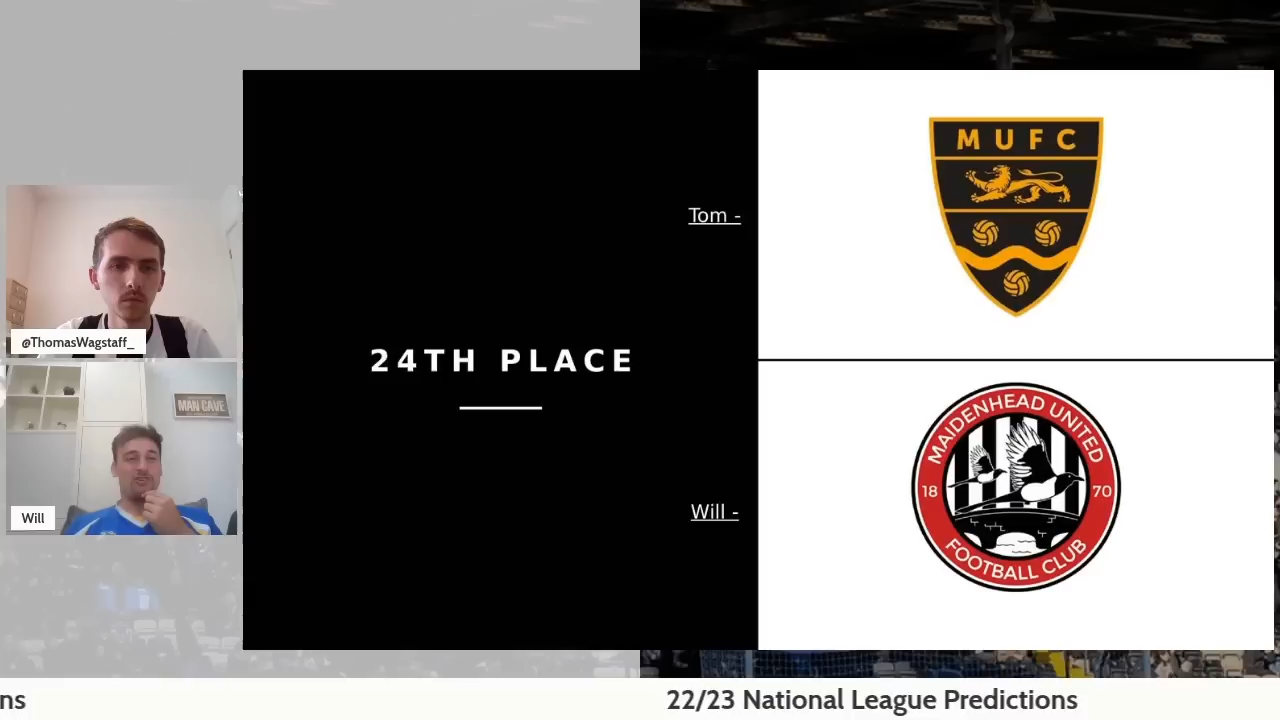 MUFC
Tom -
@ThomasWagstaff_
24TH PLACE
MAN CAVE
MAIDENHEAD UNITED
18 70
FOOTBALL CLUB
Will -
Will
ns
22/23 National League Predictions